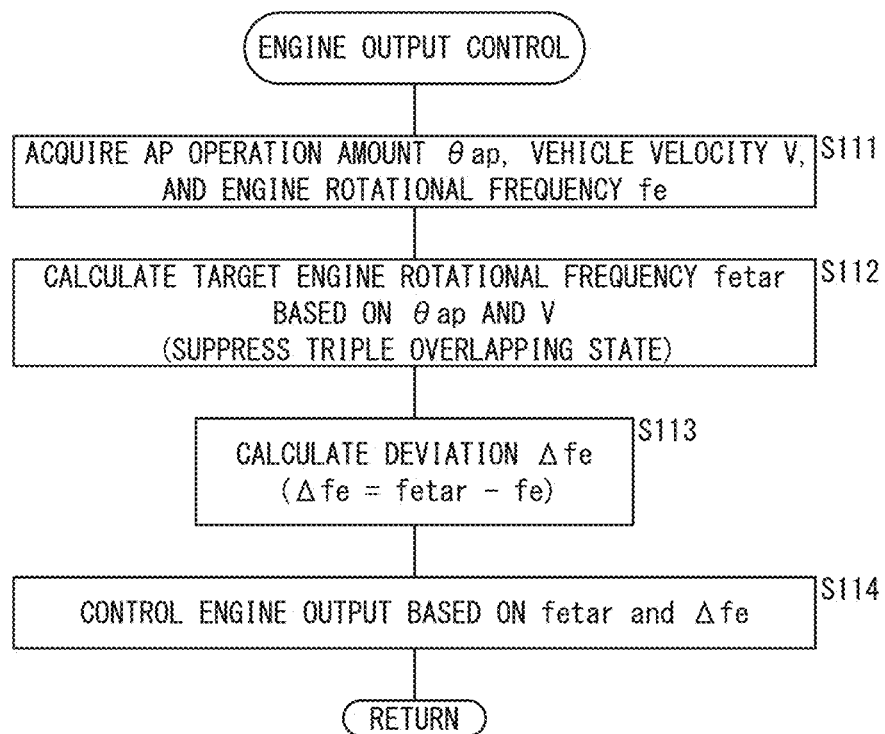 ENGINE OUTPUT CONTROL
ACQUIRE AP OPERATION AMOUNT θap, VEHICLE VELOCITY V,
AND ENGINE ROTATIONAL FREQUENCY fe
S111
CALCULATE TARGET ENGINE ROTATIONAL FREQUENCY fetar
BASED ON θap AND V
(SUPPRESS TRIPLE OVERLAPPING STATE)
S112
CALCULATE DEVIATION Δfe
(Δfe = fetar - fe)
S113
CONTROL ENGINE OUTPUT BASED ON fetar and Δfe
S114
RETURN